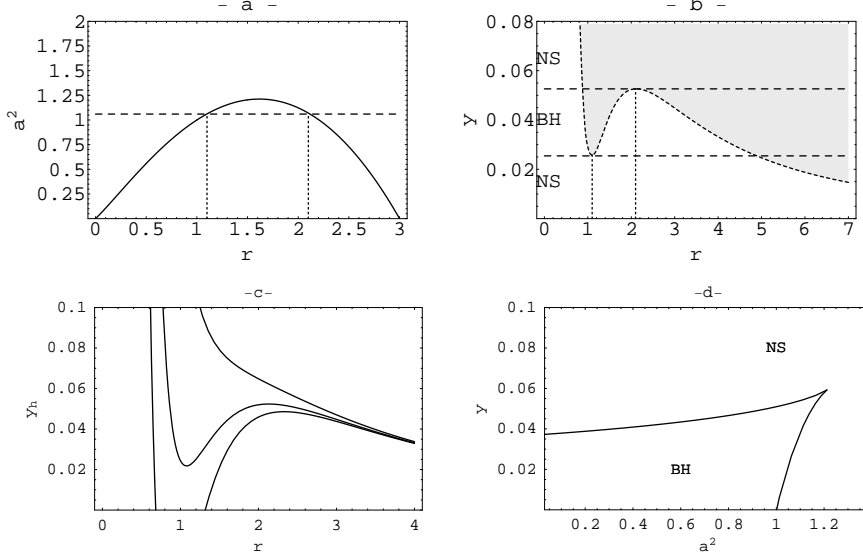 - a -
2
1.75
1.5
1.25
1
0.75
0.5
0.25
a²
0 0.5 1 1.5 2 2.5 3
r
- b -
0.08
0.06
0.04
0.02
y
NS
BH
NS
0 1 2 3 4 5 6 7
r
-c-
0.1
0.08
0.06
0.04
0.02
yh
0 1 2 3 4
r
-d-
0.1
0.08
0.06
0.04
0.02
y
NS
BH
0.2 0.4 0.6 0.8 1 1.2
a²